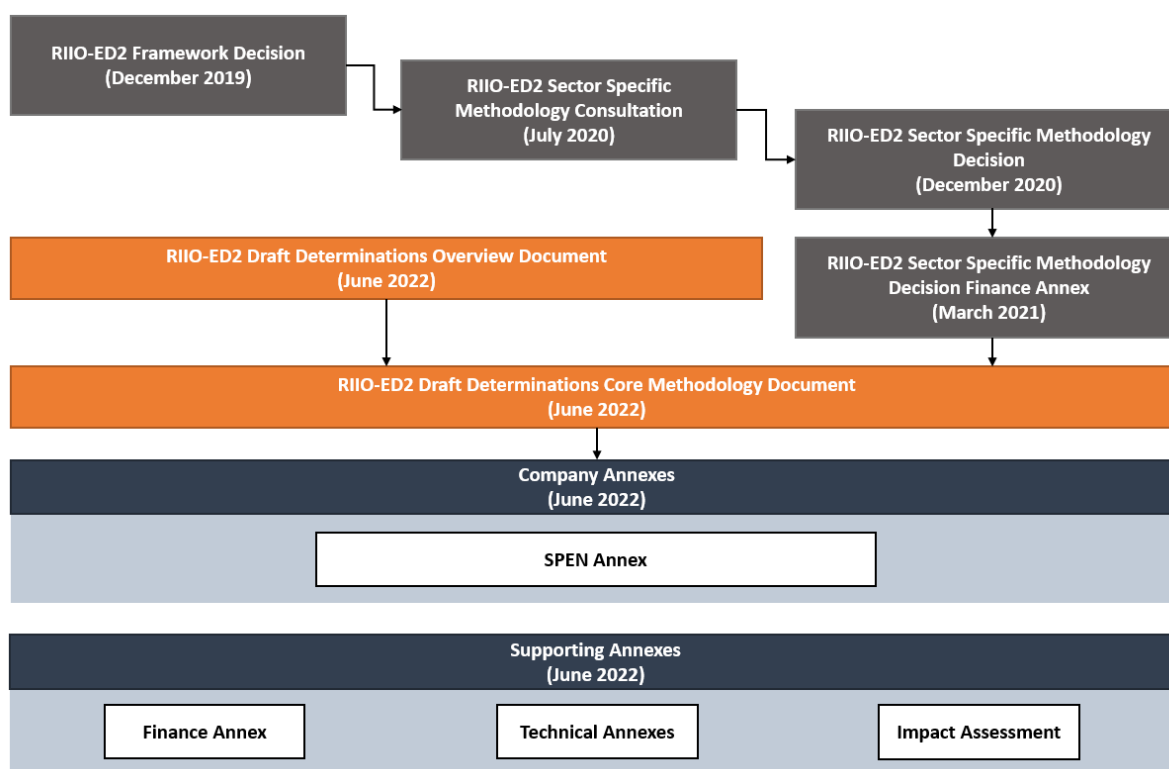 RIIO-ED2 Framework Decision
(December 2019)
RIIO-ED2 Sector Specific
Methodology Consultation
(July 2020)
RIIO-ED2 Sector Specific Methodology
Decision
(December 2020)
RIIO-ED2 Draft Determinations Overview Document
(June 2022)
RIIO-ED2 Sector Specific Methodology
Decision Finance Annex
(March 2021)
RIIO-ED2 Draft Determinations Core Methodology Document
(June 2022)
Company Annexes
(June 2022)
SPEN Annex
Supporting Annexes
(June 2022)
Finance Annex
Technical Annexes
Impact Assessment